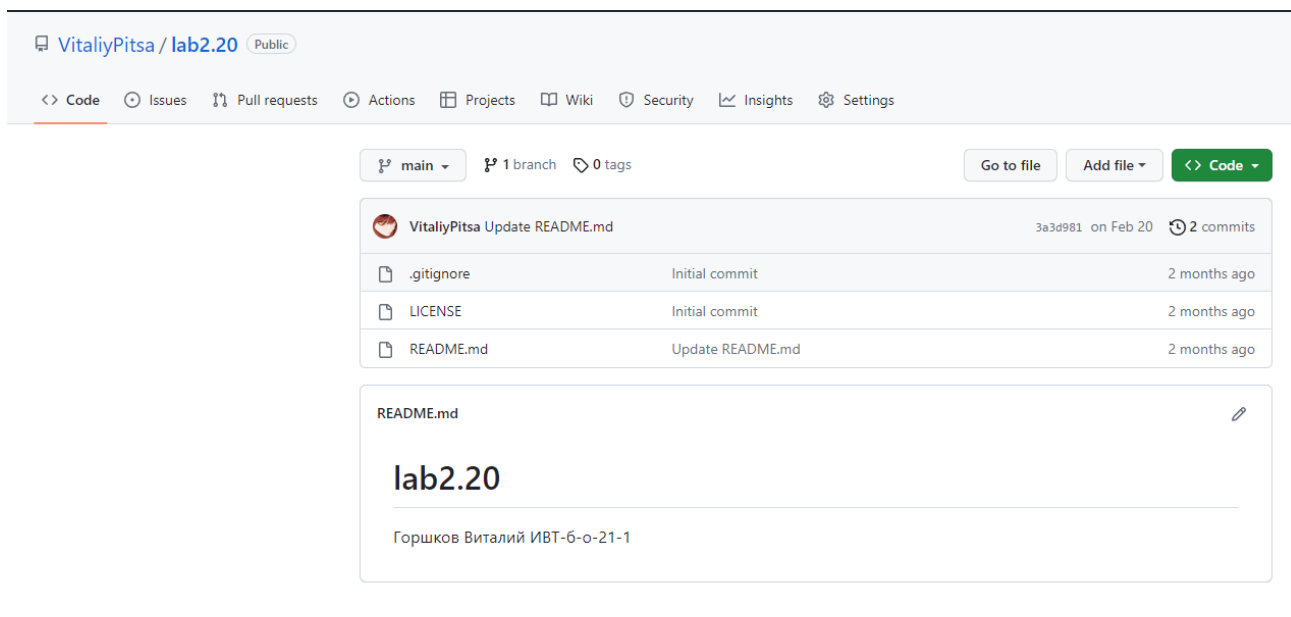 VitaliyPitsa / lab2.20 Public
Code Issues Pull requests Actions Projects Wiki Security Insights Settings
main 1 branch 0 tags Go to file Add file Code
VitaliyPitsa Update README.md 3a3d981 on Feb 20 2 commits
.gitignore Initial commit 2 months ago
LICENSE Initial commit 2 months ago
README.md Update README.md 2 months ago
README.md
lab2.20
Горшков Виталий ИВТ-б-о-21-1